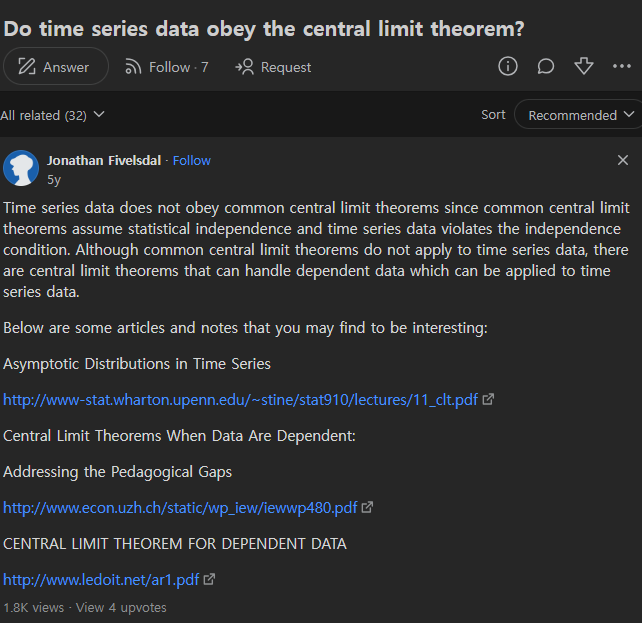 Do time series data obey the central limit theorem?
Answer Follow · 7 Request
All related (32) Sort Recommended
Jonathan Fivelsdal · Follow
5y
Time series data does not obey common central limit theorems since common central limit
theorems assume statistical independence and time series data violates the independence
condition. Although common central limit theorems do not apply to time series data, there
are central limit theorems that can handle dependent data which can be applied to time
series data.
Below are some articles and notes that you may find to be interesting:
Asymptotic Distributions in Time Series
http://www-stat.wharton.upenn.edu/~stine/stat910/lectures/11_clt.pdf
Central Limit Theorems When Data Are Dependent:
Addressing the Pedagogical Gaps
http://www.econ.uzh.ch/static/wp_iew/iewwp480.pdf
CENTRAL LIMIT THEOREM FOR DEPENDENT DATA
http://www.ledoit.net/ar1.pdf
1.8K views · View 4 upvotes